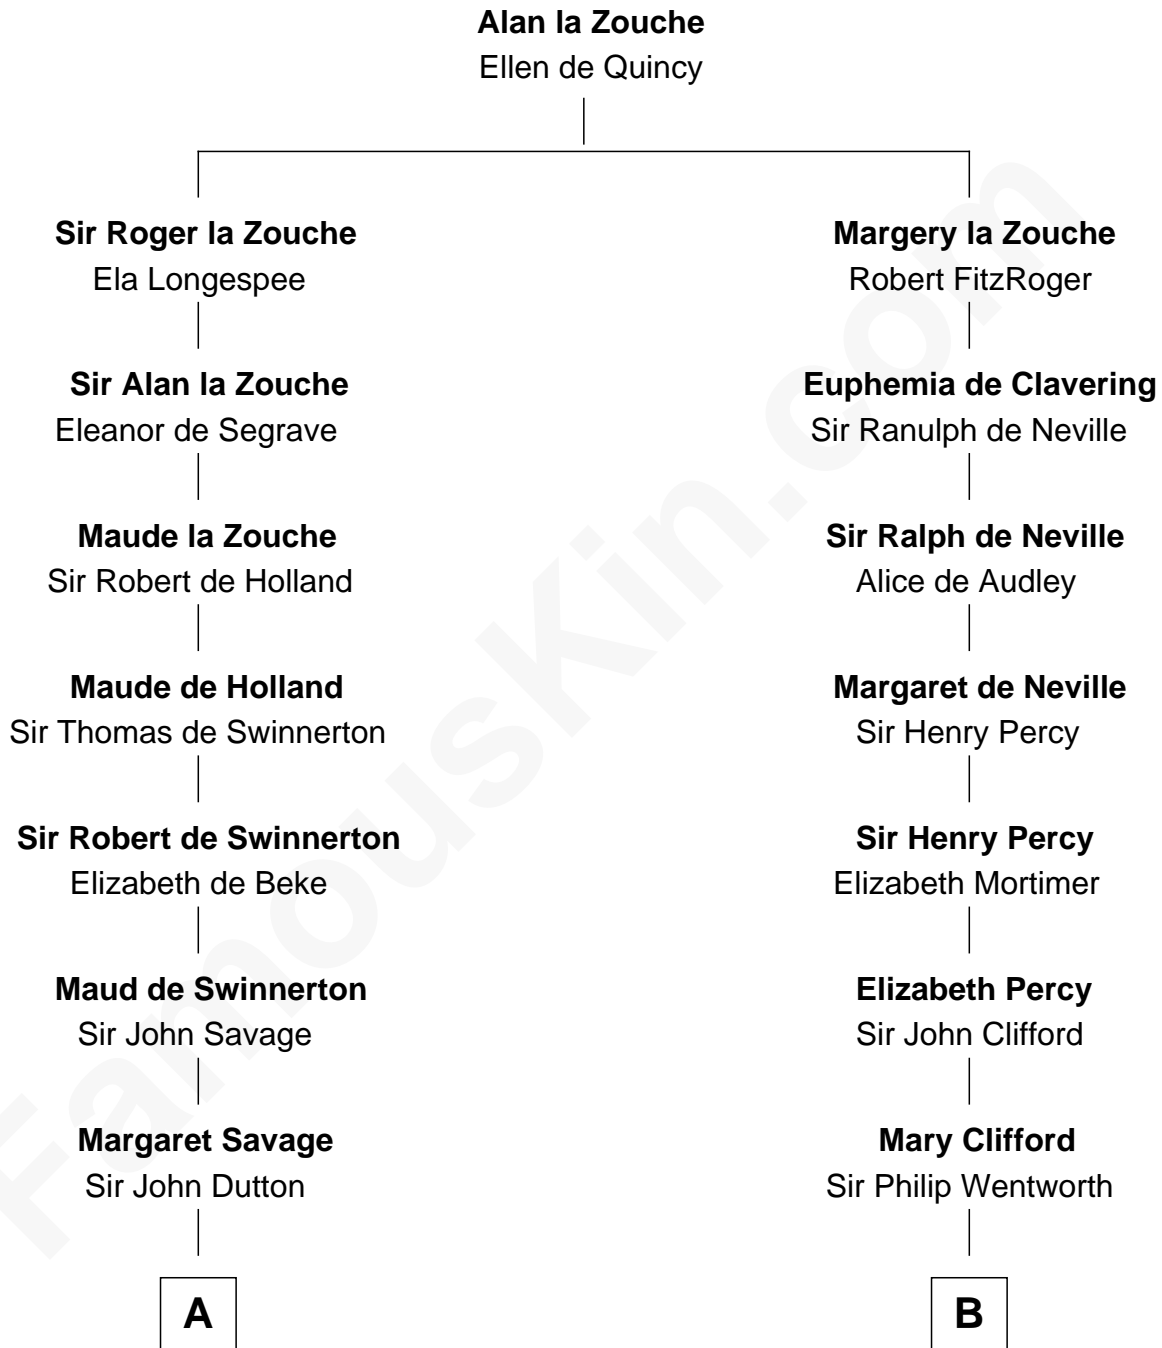 Alan la Zouche
Ellen de Quincy
Sir Roger la Zouche
Ela Longespee
Margery la Zouche
Robert FitzRoger
Sir Alan la Zouche
Eleanor de Segrave
Euphemia de Clavering
Sir Ranulph de Neville
Maude la Zouche
Sir Robert de Holland
Sir Ralph de Neville
Alice de Audley
Maude de Holland
Sir Thomas de Swinnerton
Margaret de Neville
Sir Henry Percy
Sir Robert de Swinnerton
Elizabeth de Beke
Sir Henry Percy
Elizabeth Mortimer
Maud de Swinnerton
Sir John Savage
Elizabeth Percy
Sir John Clifford
Margaret Savage
Sir John Dutton
Mary Clifford
Sir Philip Wentworth
A
B
FamousKin.com